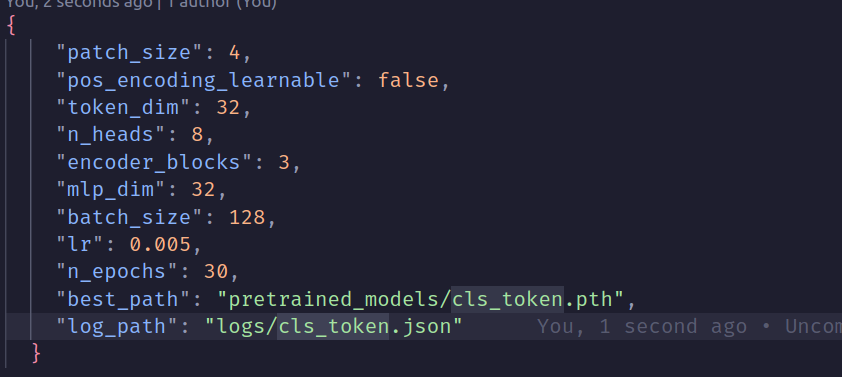 You, 2 seconds ago | 1 author (You)
{
"patch_size": 4,
"pos_encoding_learnable": false,
"token_dim": 32,
"n_heads": 8,
"encoder_blocks": 3,
"mlp_dim": 32,
"batch_size": 128,
"lr": 0.005,
"n_epochs": 30,
"best_path": "pretrained_models/cls_token.pth",
"log_path": "logs/cls_token.json" You, 1 second ago • Uncom
}